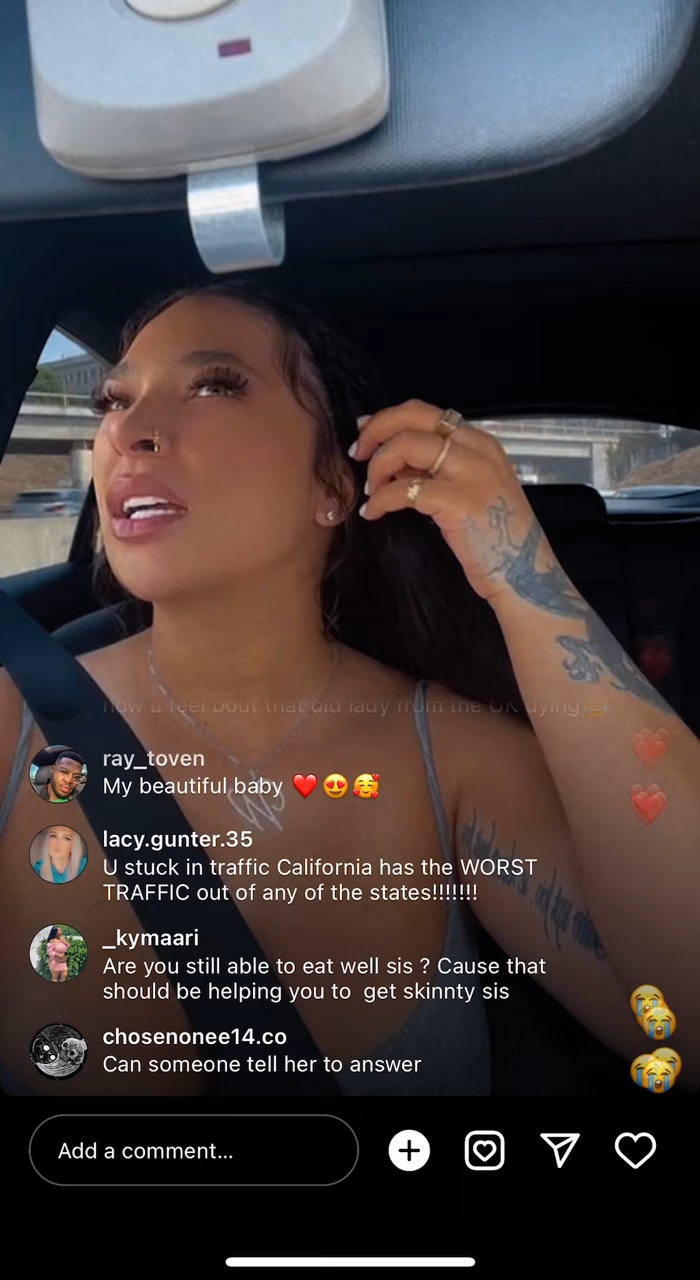 how u feel bout that old lady from the UK dying😅
ray_toven
My beautiful baby ❤️😍🥰
lacy.gunter.35
U stuck in traffic California has the WORST
TRAFFIC out of any of the states!!!!!!!
_kymaari
Are you still able to eat well sis ? Cause that
should be helping you to  get skinnty sis
chosenonee14.co
Can someone tell her to answer
Add a comment...